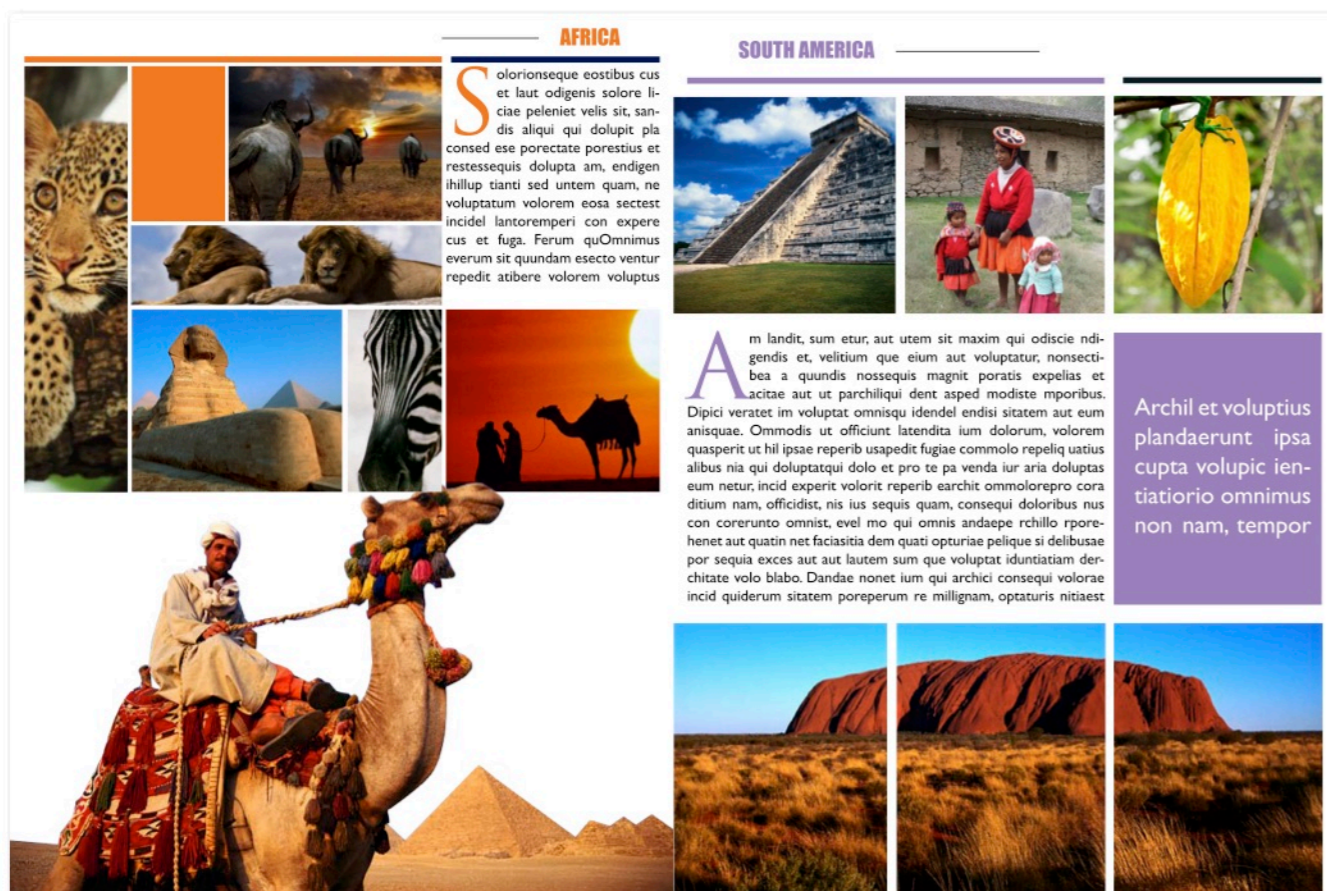 AFRICA
Solorionseque eostibus cus
et laut odigenis solore li-
ciae peleniet velis sit, san-
dis aliqui qui dolupit pla
consed ese porectate porestius et
restessequis dolupta am, endigen
ihillup tianti sed untem quam, ne
voluptatum volorem eosa sectest
incidel lantoremperi con expere
cus et fuga. Ferum quOmnimus
everum sit quundam esecto ventur
repedit atibere volorem voluptus
SOUTH AMERICA
Am landit, sum etur, aut utem sit maxim qui odiscie ndi-
gendis et, velitium que eium aut voluptatur, nonsecti-
bea a quundis nossequis magnit poratis expelias et
acitae aut ut parchiliqui dent asped modiste mporibus.
Dipici veratet im voluptat omnisqu idendel endisi sitatem aut eum
anisquae. Ommodis ut officiunt latendita ium dolorum, volorem
quasperit ut hil ipsae reperib usapedit fugiae commolo repeliq uatius
alibus nia qui doluptatqui dolo et pro te pa venda iur aria doluptas
eum netur, incid experit volorit reperib earchit ommolorepro cora
ditium nam, officidist, nis ius sequis quam, consequi doloribus nus
con corerunto omnist, evel mo qui omnis andaepe rchillo rpore-
henet aut quatin net faciasitia dem quati opturiae pelique si delibusae
por sequia exces aut aut lautem sum que voluptat iduntiatiam der-
chitate volo blabo. Dandae nonet ium qui archici consequi volorae
incid quiderum sitatem poreperum re millignam, optaturis nitiaest
Archil et voluptius
plandaerunt ipsa
cupta volupic ien-
tiatiorio omnimus
non nam, tempor